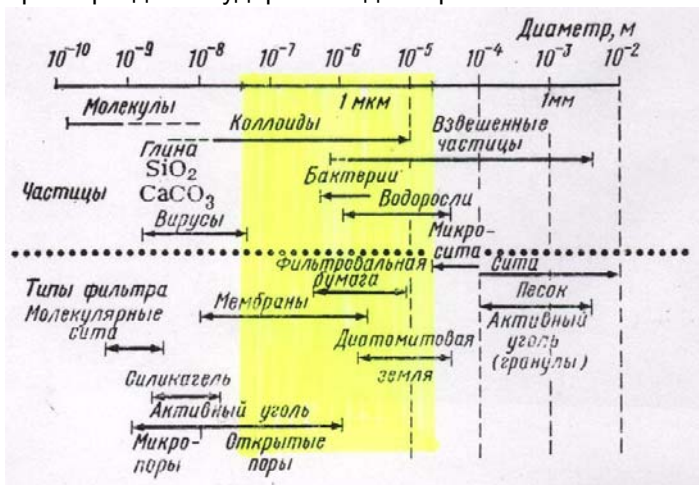 Диаметр, м
10⁻¹⁰ 10⁻⁹ 10⁻⁸ 10⁻⁷ 10⁻⁶ 10⁻⁵ 10⁻⁴ 10⁻³ 10⁻²
1 мкм 1мм
Молекулы
Коллоиды
Взвешенные
частицы
Глина
SiO₂
CaCO₃
Бактерии
Частицы
Водоросли
Вирусы
Микро-
сита
Сита
Фильтровальная
бумага
Типы фильтра
Мембраны
Песок
Молекулярные
сита
Активный
уголь
(гранулы)
Диатомитовая
земля
Силикагель
Активный уголь
Микро-
поры
Открытые
поры